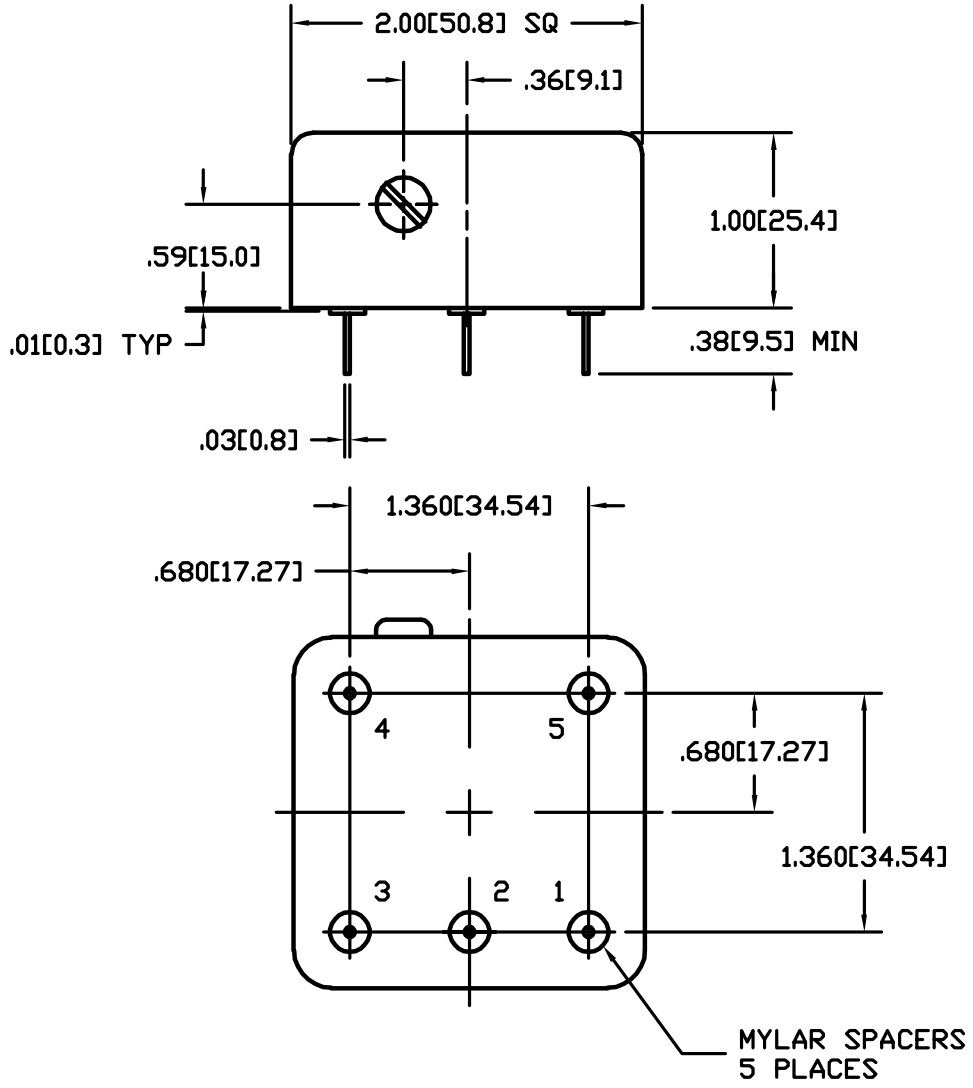 2.00[50.8] SQ
.36[9.1]
1.00[25.4]
.59[15.0]
.01[0.3] TYP
.38[9.5] MIN
.03[0.8]
1.360[34.54]
.680[17.27]
4
5
.680[17.27]
1.360[34.54]
3
2
1
MYLAR SPACERS
5 PLACES